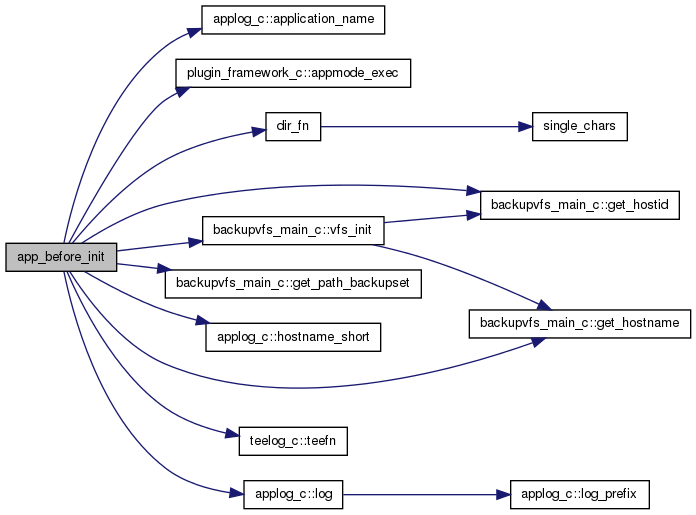 applog_c::application_name
plugin_framework_c::appmode_exec
dir_fn
single_chars
backupvfs_main_c::get_hostid
backupvfs_main_c::vfs_init
app_before_init
backupvfs_main_c::get_path_backupset
backupvfs_main_c::get_hostname
applog_c::hostname_short
teelog_c::teefn
applog_c::log
applog_c::log_prefix